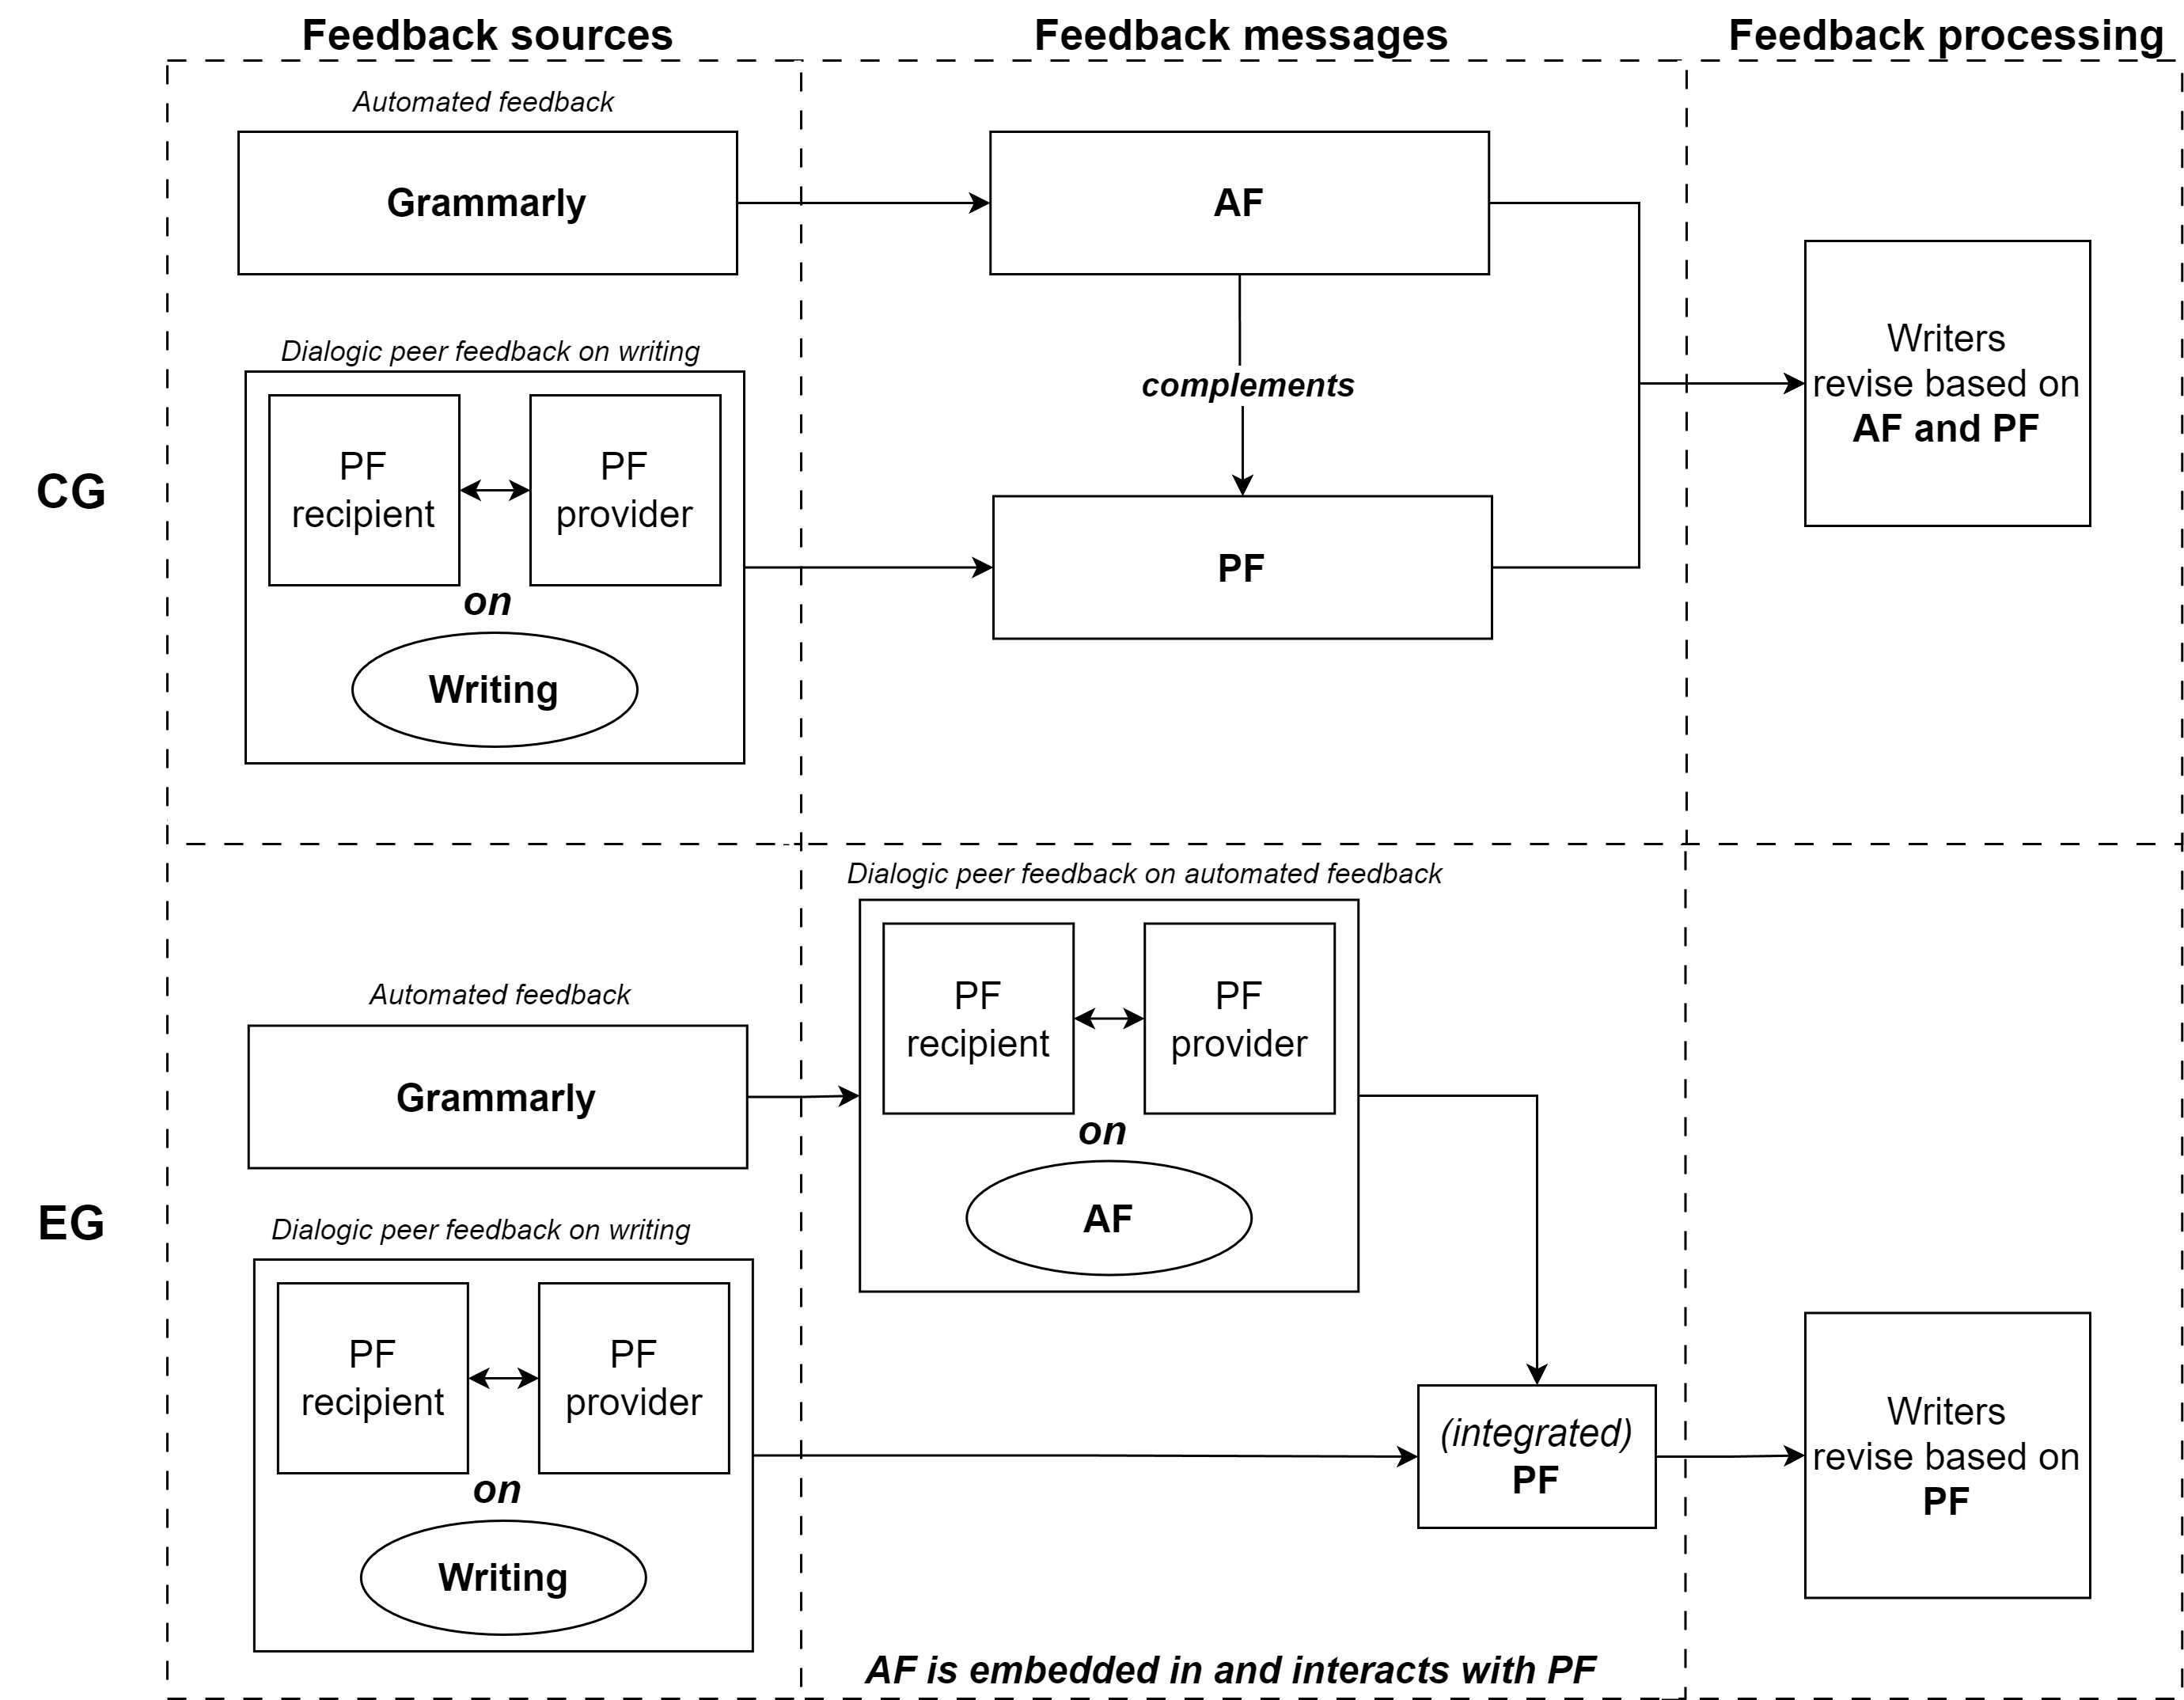 Feedback sources
Feedback messages
Feedback processing
CG
Automated feedback
Grammarly
AF
Dialogic peer feedback on writing
PF
recipient
PF
provider
on
Writing
complements
PF
Writers
revise based on
AF and PF
EG
Automated feedback
Grammarly
Dialogic peer feedback on automated feedback
PF
recipient
PF
provider
on
AF
Dialogic peer feedback on writing
PF
recipient
PF
provider
on
Writing
(integrated)
PF
Writers
revise based on
PF
AF is embedded in and interacts with PF